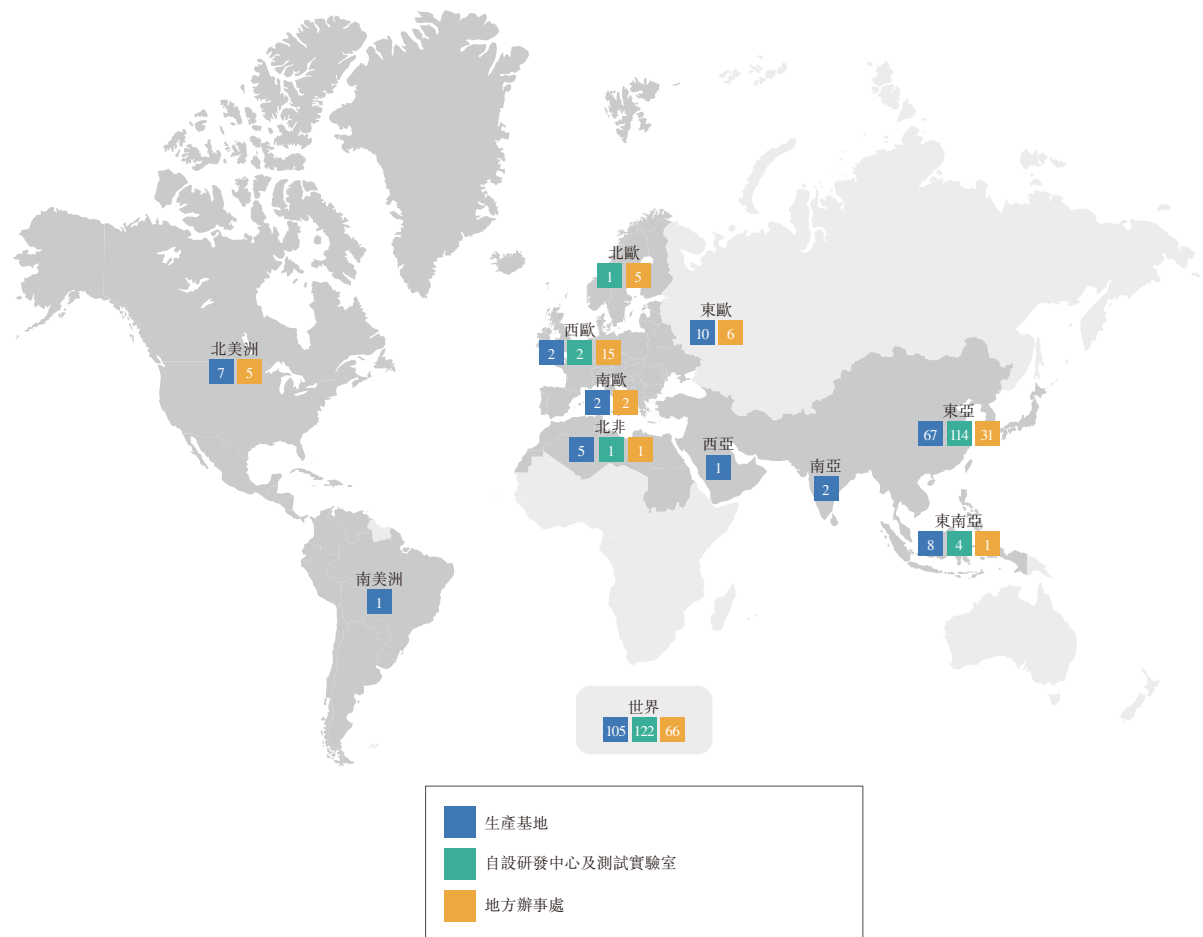 北歐
1 5
東歐
10 6
西歐
2 2 15
北美洲
7 5
南歐
2 2
東亞
67 114 31
北非
5 1 1
西亞
1
南亞
2
東南亞
8 4 1
南美洲
1
世界
105 122 66
生產基地
自設研發中心及測試實驗室
地方辦事處